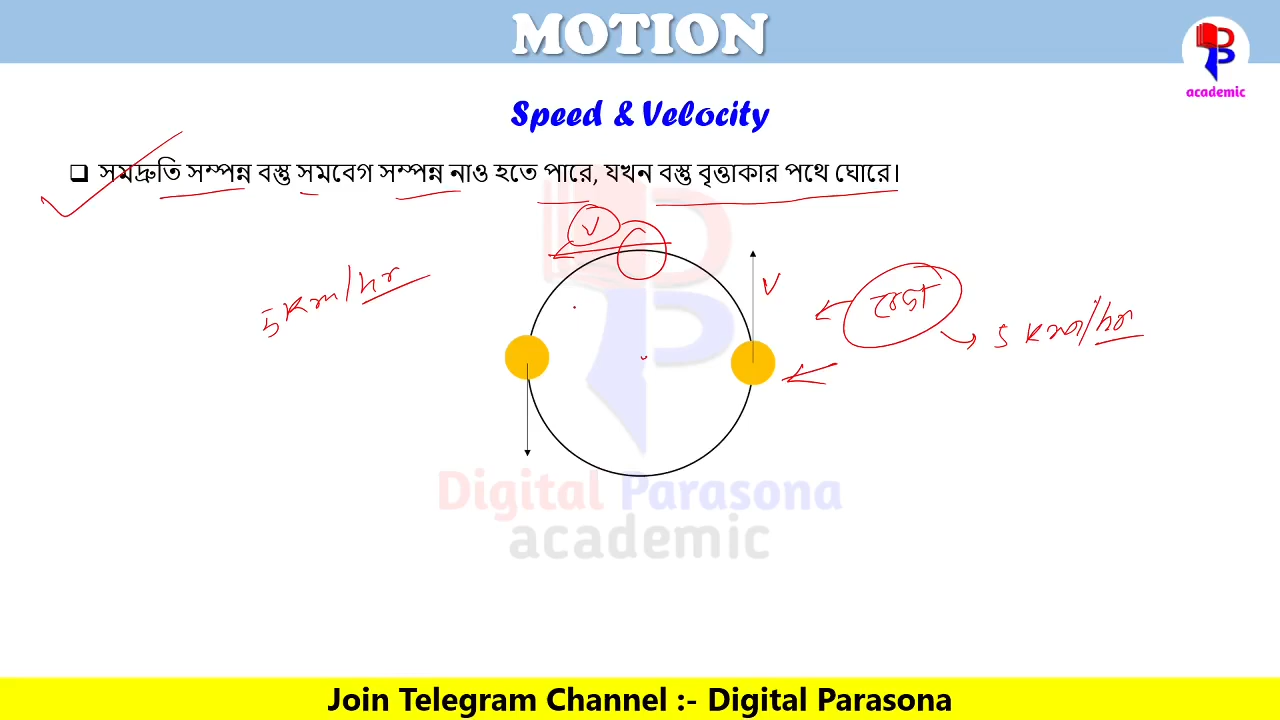 MOTION
academic
Speed & Velocity
সমদ্রুতি সম্পন্ন বস্তু সমবেগ সম্পন্ন নাও হতে পারে, যখন বস্তু বৃত্তাকার পথে ঘোরে।
V
V
5 Km/hr
5 Km/hr
Digital Parasona
academic
Join Telegram Channel :- Digital Parasona